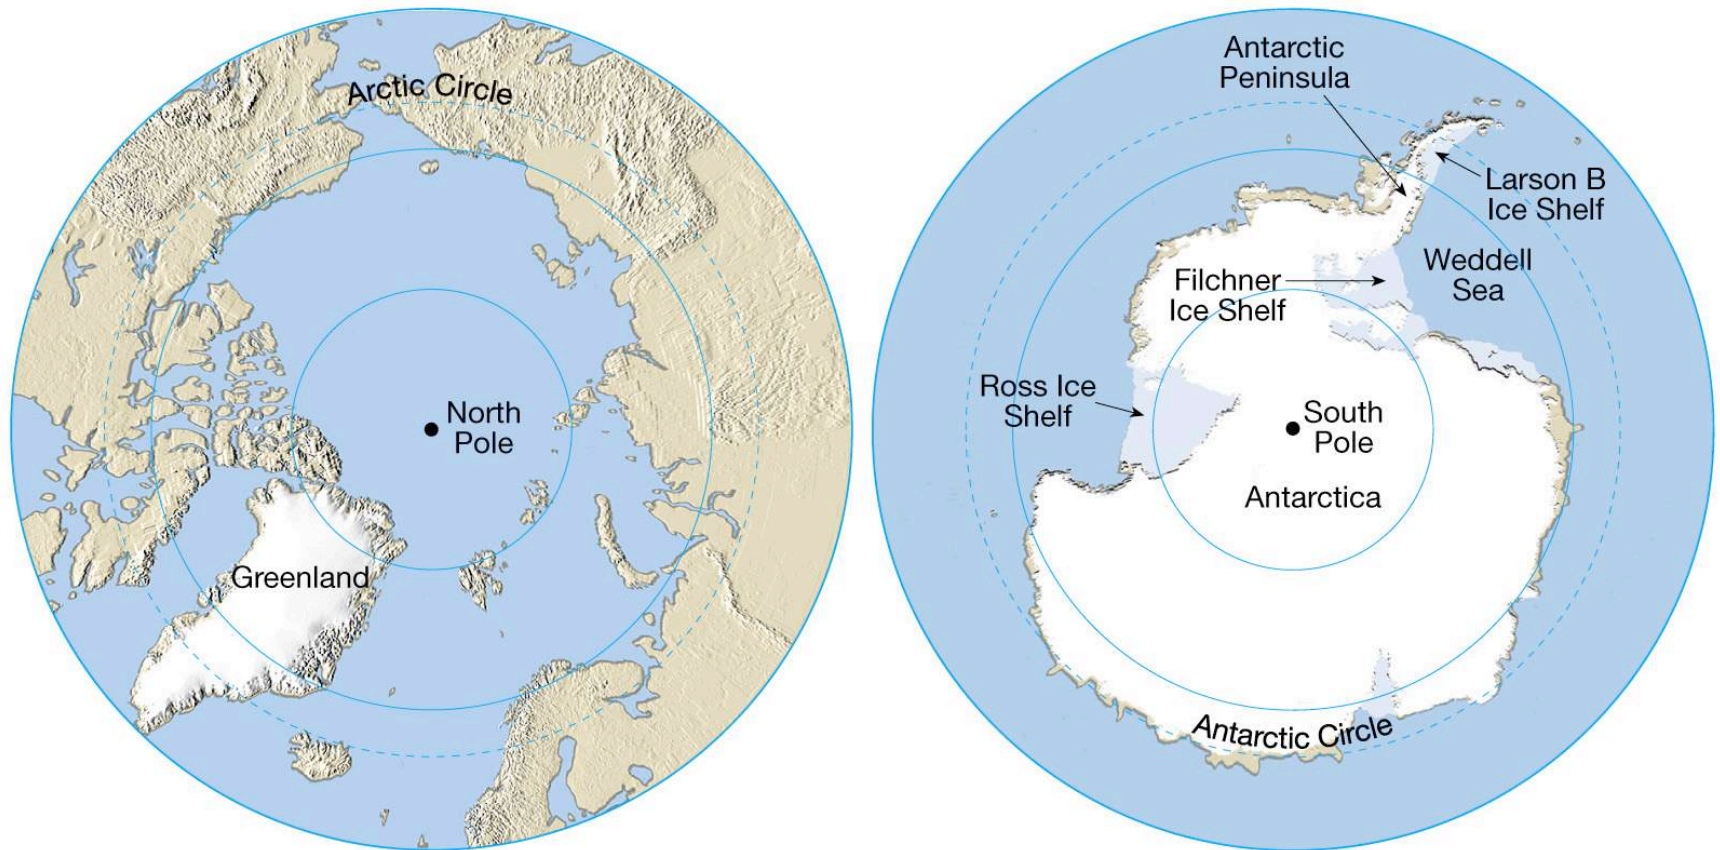 Arctic Circle
North
Pole
Greenland
Antarctic
Peninsula
Larson B
Ice Shelf
Weddell
Sea
Filchner
Ice Shelf
Ross Ice
Shelf
South
Pole
Antarctica
Antarctic Circle